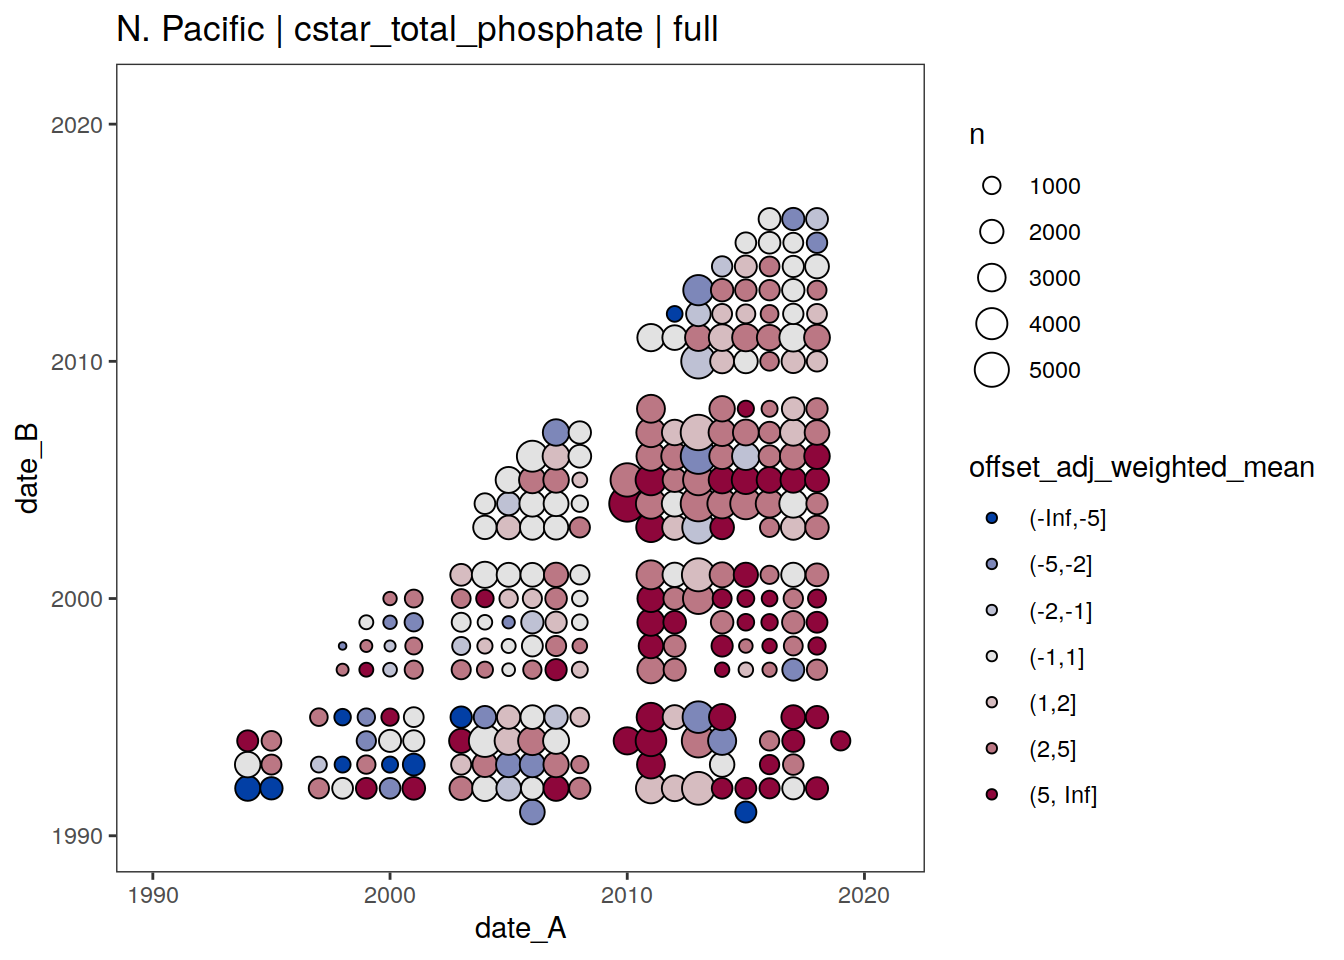 N. Pacific | cstar_total_phosphate | full
2020
2010
2000
1990
date_B
1990 2000 2010 2020
date_A
n
1000
2000
3000
4000
5000
offset_adj_weighted_mean
(-Inf,-5]
(-5,-2]
(-2,-1]
(-1,1]
(1,2]
(2,5]
(5, Inf]